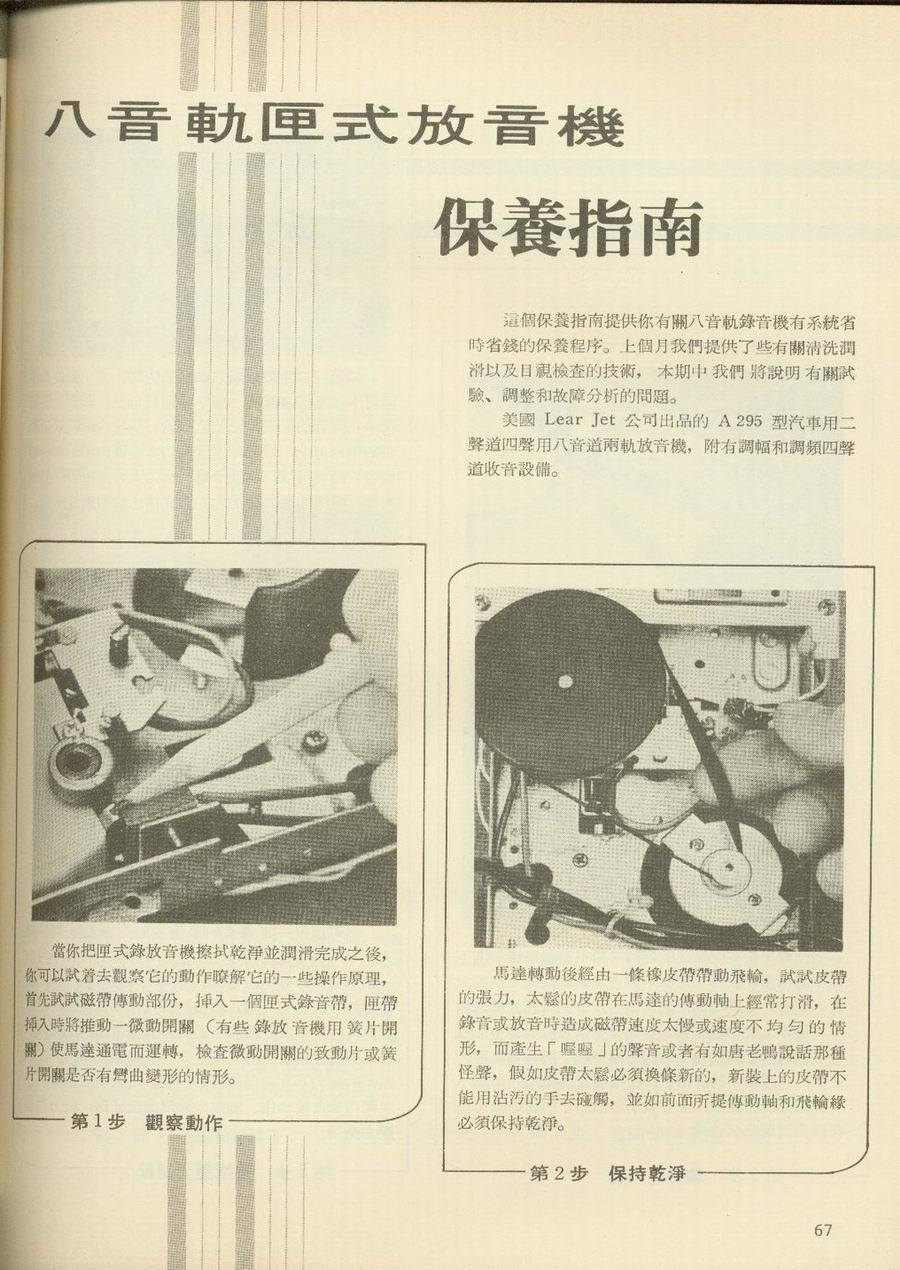 八音軌匣式放音機
保養指南
這個保養指南提供你有關八音軌錄音機有系統省
時省錢的保養程序。上個月我們提供了些有關清洗潤
滑以及目視檢查的技術，本期中我們將說明有關試
驗、調整和故障分析的問題。
美國 Lear Jet 公司出品的 A 295 型汽車用二
聲道四聲用八音道兩軌放音機，附有調幅和調頻四聲
道收音設備。
當你把匣式錄放音機擦拭乾淨並潤滑完成之後，
你可以試着去觀察它的動作瞭解它的一些操作原理，
首先試試磁帶傳動部份，揷入一個匣式錄音帶，匣帶
揷入時將推動一微動開關（有些錄放音機用簧片開
關）使馬達通電而運轉，檢查微動開關的致動片或簧
片開關是否有彎曲變形的情形。
第1步 觀察動作
馬達轉動後經由一條橡皮帶帶動飛輪，試試皮帶
的張力，太鬆的皮帶在馬達的傳動軸上經常打滑，在
錄音或放音時造成磁帶速度太慢或速度不均勻的情
形，而產生「喔喔」的聲音或者有如唐老鴨說話那種
怪聲，假如皮帶太鬆必須換條新的，新裝上的皮帶不
能用沾汚的手去碰觸，並如前面所提傳動軸和飛輪緣
必須保持乾淨。
第2步 保持乾淨
67